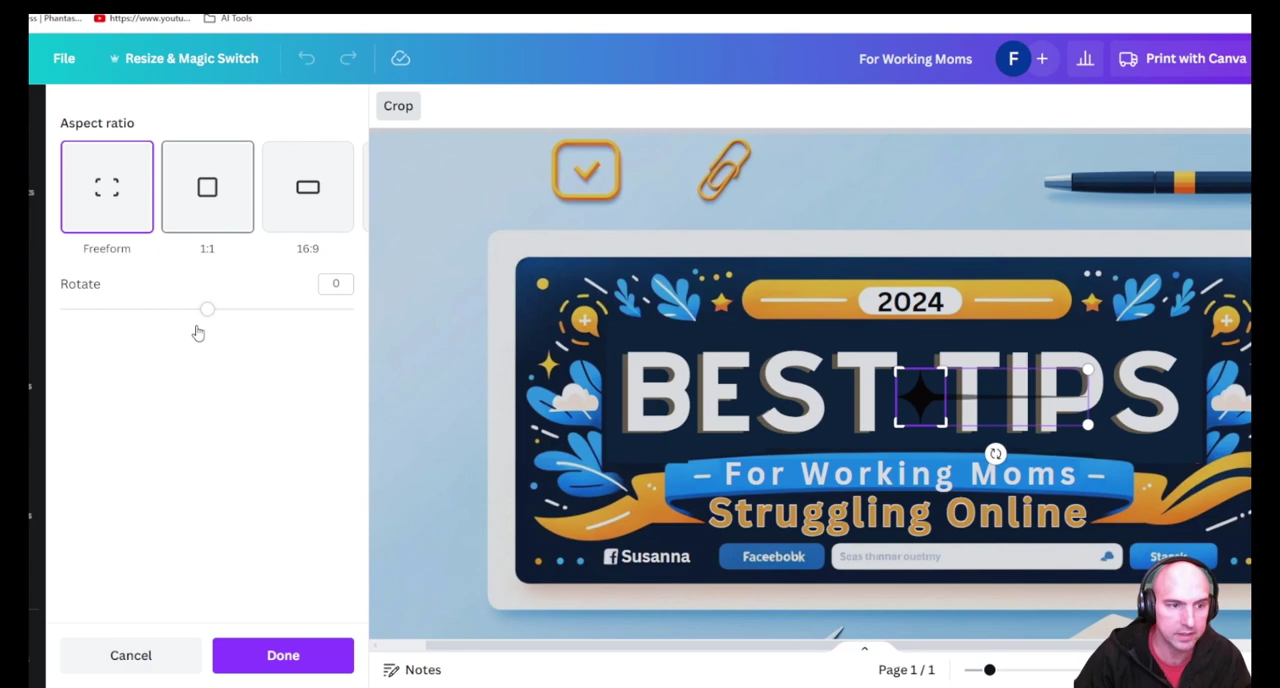 ss | Phantas... https://www.youtu... AI Tools
File Resize & Magic Switch For Working Moms F + Print with Canva
Crop
Aspect ratio
Freeform 1:1 16:9
Rotate 0
2024
BEST TIPS
– For Working Moms –
Struggling Online
Susanna Faceebobk
Cancel Done
Notes Page 1 / 1